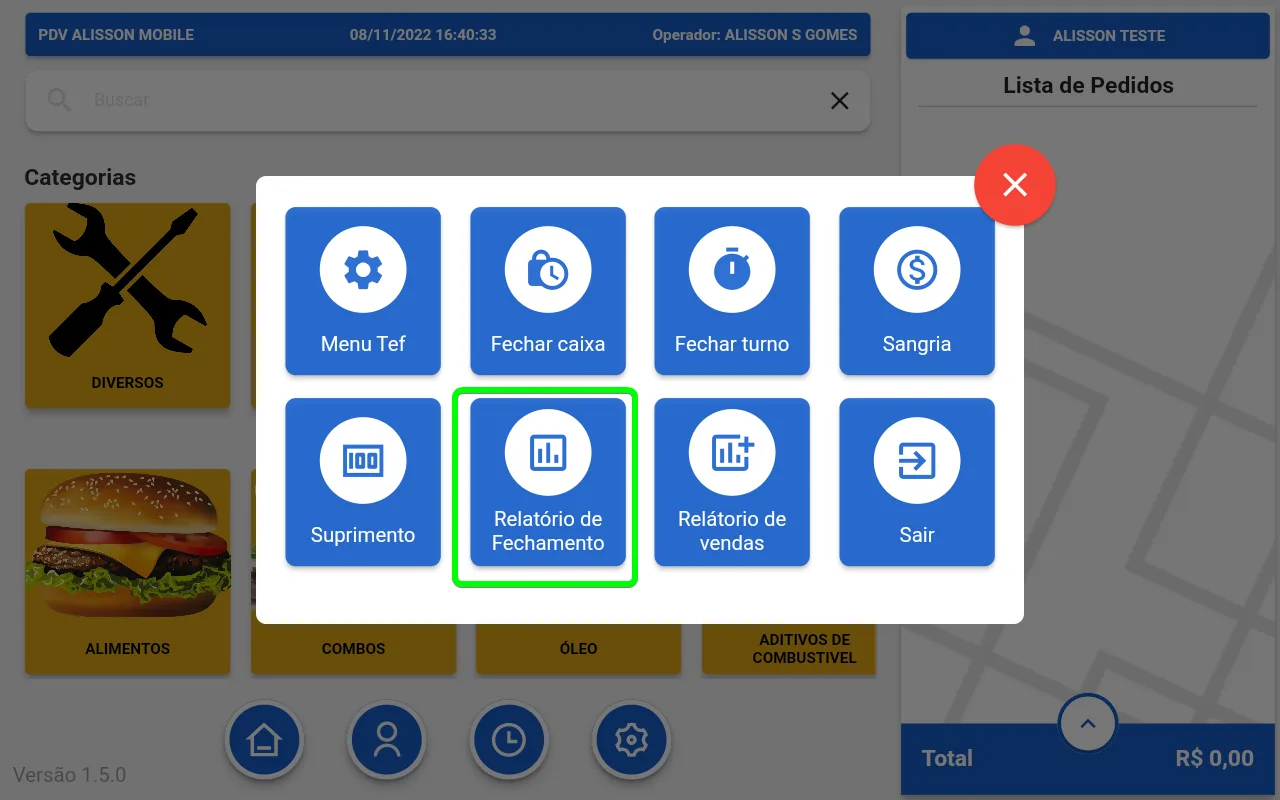 PDV ALISSON MOBILE
08/11/2022 16:40:33
Operador: ALISSON S GOMES
ALISSON TESTE
Buscar
Lista de Pedidos
Categorias
DIVERSOS
Menu Tef
Fechar caixa
Fechar turno
Sangria
100
Suprimento
Relatório de
Fechamento
Relátorio de
vendas
Sair
ALIMENTOS
COMBOS
ÓLEO
ADITIVOS DE
COMBUSTIVEL
Total
R$ 0,00
Versão 1.5.0